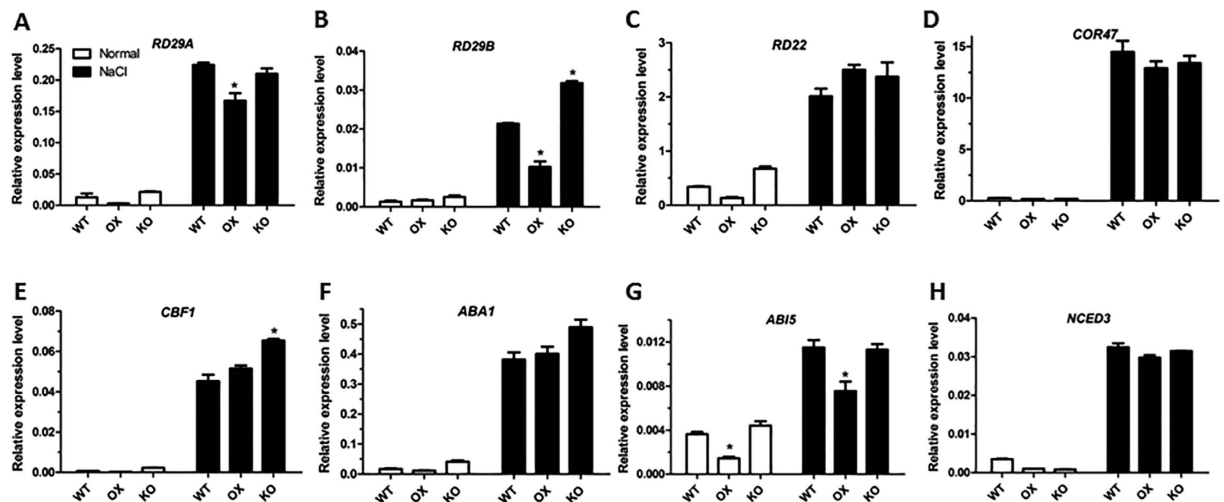 A
RD29A
Relative expression level
0.25
0.20
0.15
0.10
0.05
0.00
Normal
NaCl
*
WT OX KO WT OX KO
B
RD29B
Relative expression level
0.04
0.03
0.02
0.01
0.00
*
*
WT OX KO WT OX KO
C
RD22
Relative expression level
3
2
1
0
WT OX KO WT OX KO
D
COR47
Relative expression level
15
10
5
0
WT OX KO WT OX KO
E
CBF1
Relative expression level
0.08
0.06
0.04
0.02
0.00
*
WT OX KO WT OX KO
F
ABA1
Relative expression level
0.5
0.4
0.3
0.2
0.1
0.0
WT OX KO WT OX KO
G
ABI5
Relative expression level
0.012
0.008
0.004
0.000
*
*
WT OX KO WT OX KO
H
NCED3
Relative expression level
0.04
0.03
0.02
0.01
0.00
WT OX KO WT OX KO